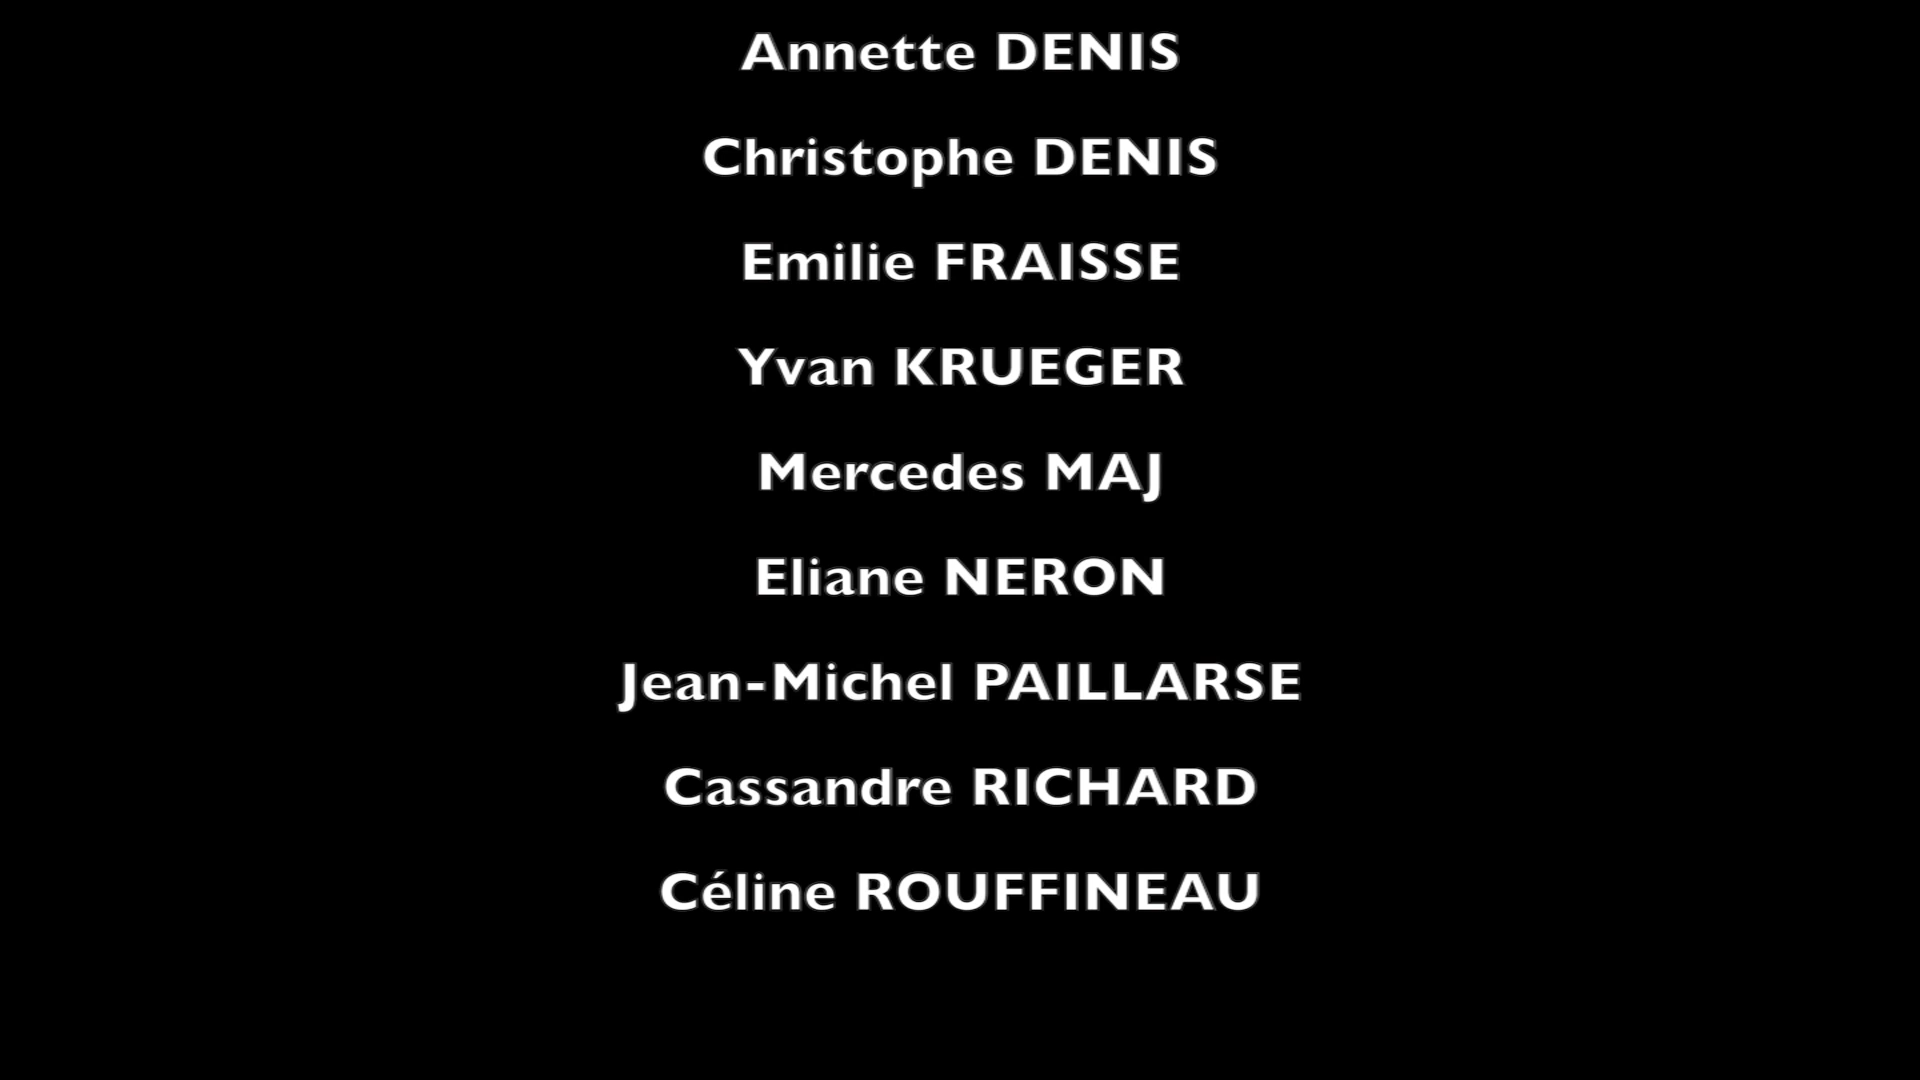 Annette DENIS
Christophe DENIS
Emilie FRAISSE
Yvan KRUEGER
Mercedes MAJ
Eliane NERON
Jean-Michel PAILLARSE
Cassandre RICHARD
Céline ROUFFINEAU